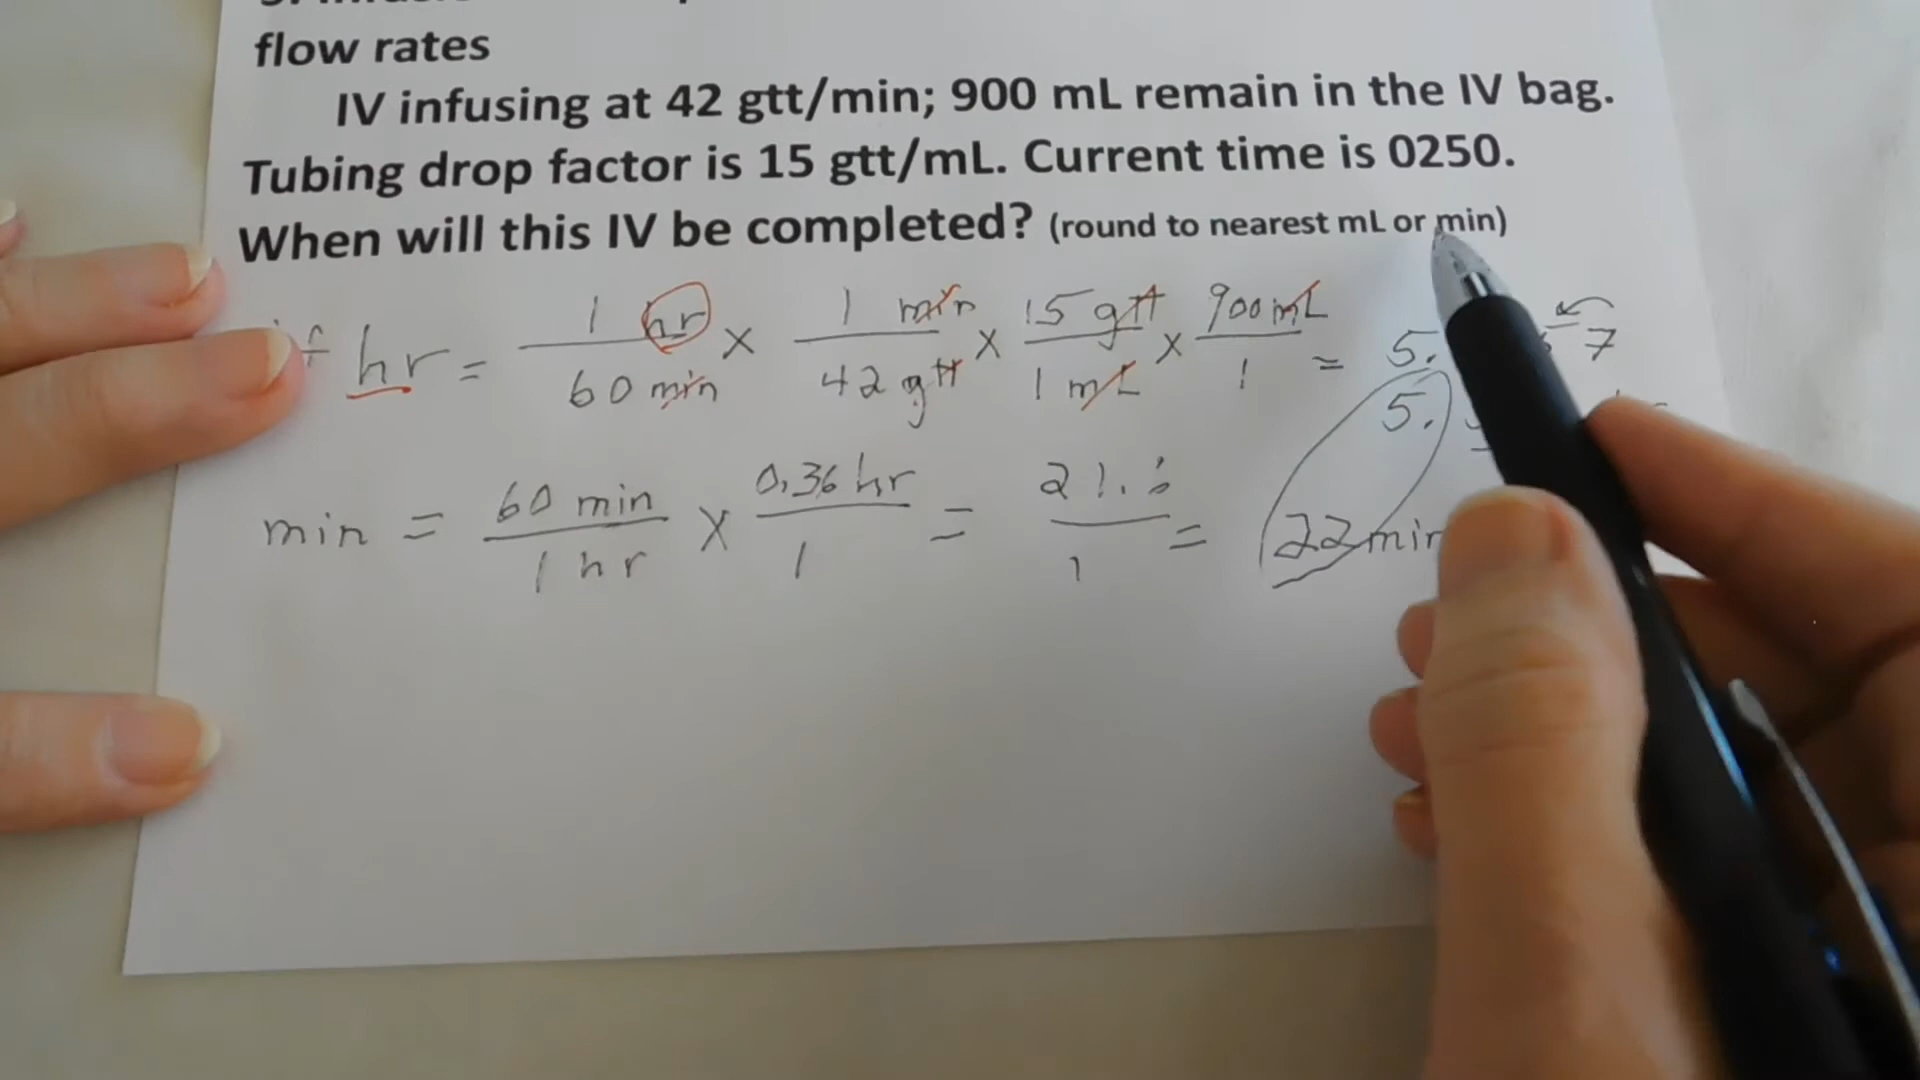 flow rates
IV infusing at 42 gtt/min; 900 mL remain in the IV bag.
Tubing drop factor is 15 gtt/mL. Current time is 0250.
When will this IV be completed? (round to nearest mL or min)
hr = 1 hr / 60 min x 1 min / 42 gtt x 15 gtt / 1 mL x 900 mL / 1 = 5. 7
5.
min = 60 min / 1 hr x 0.36 hr / 1 = 21. / 1 = 22 min